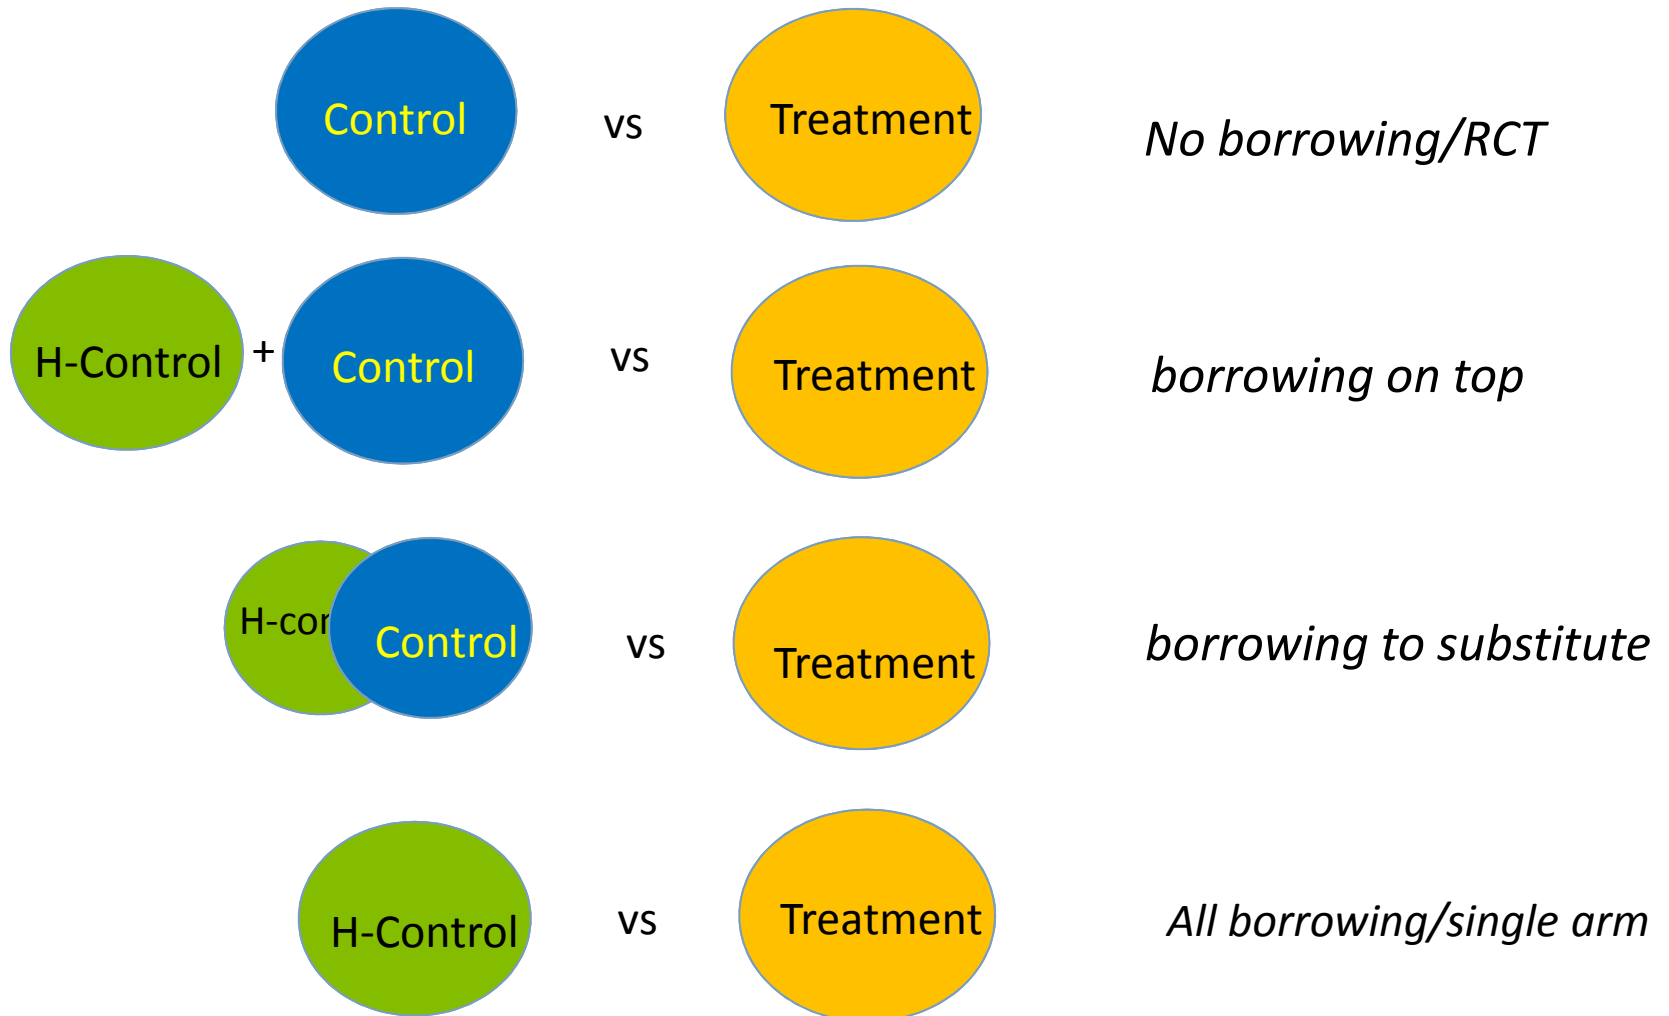 Control vs Treatment No borrowing/RCT
H-Control + Control vs Treatment borrowing on top
H-con Control vs Treatment borrowing to substitute
H-Control vs Treatment All borrowing/single arm